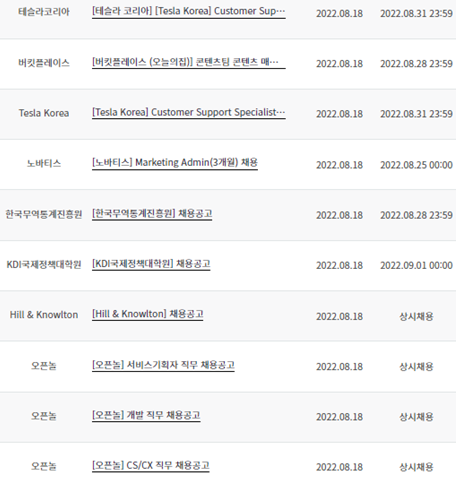 테슬라코리아 [테슬라 코리아] [Tesla Korea] Customer Sup… 2022.08.18 2022.08.31 23:59
버킷플레이스 [버킷플레이스 (오늘의집)] 콘텐츠팀 콘텐츠 매… 2022.08.18 2022.08.28 23:59
Tesla Korea [Tesla Korea] Customer Support Specialist… 2022.08.18 2022.08.31 23:59
노바티스 [노바티스] Marketing Admin(3개월) 채용 2022.08.18 2022.08.25 00:00
한국무역통계진흥원 [한국무역통계진흥원] 채용공고 2022.08.18 2022.08.28 23:59
KDI국제정책대학원 [KDI국제정책대학원] 채용공고 2022.08.18 2022.09.01 00:00
Hill & Knowlton [Hill & Knowlton] 채용공고 2022.08.18 상시채용
오픈놀 [오픈놀] 서비스기획자 직무 채용공고 2022.08.18 상시채용
오픈놀 [오픈놀] 개발 직무 채용공고 2022.08.18 상시채용
오픈놀 [오픈놀] CS/CX 직무 채용공고 2022.08.18 상시채용